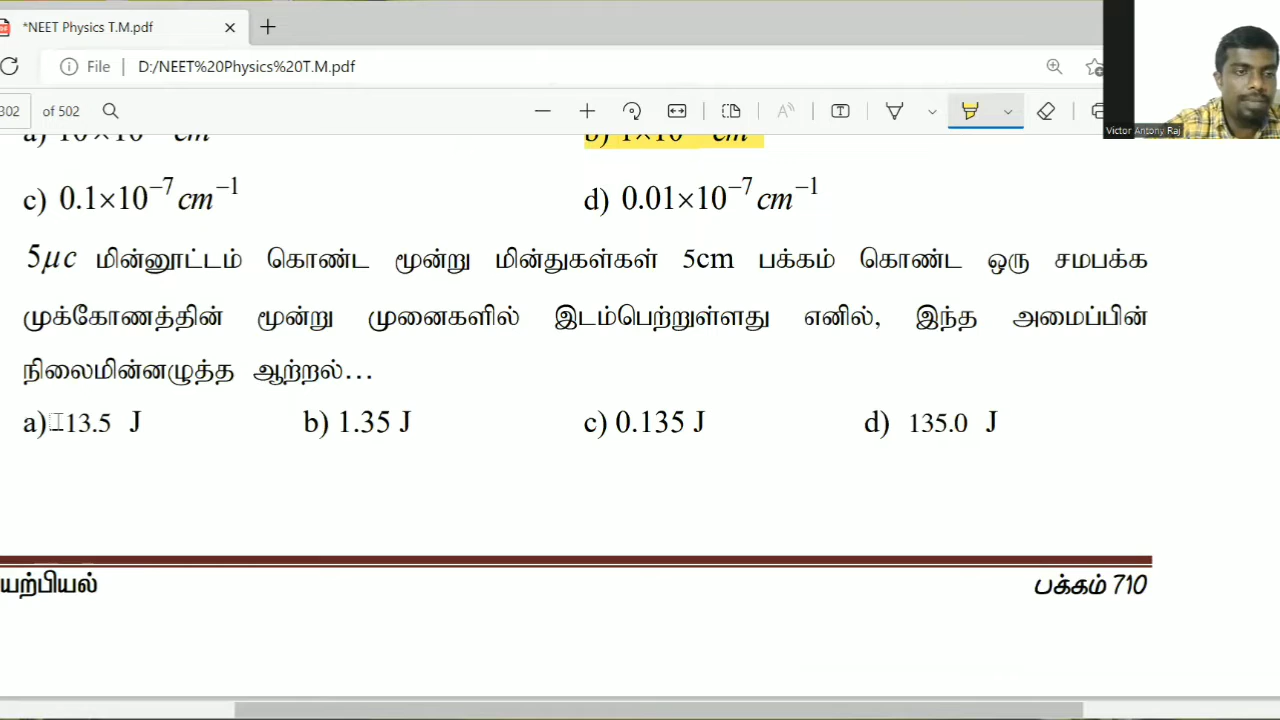 *NEET Physics T.M.pdf
File D:/NEET%20Physics%20T.M.pdf
302 of 502
Victor Antony Raj
c) 0.1×10⁻⁷ cm⁻¹ d) 0.01×10⁻⁷ cm⁻¹
5μc மின்னூட்டம் கொண்ட மூன்று மின்துகள்கள் 5cm பக்கம் கொண்ட ஒரு சமபக்க
முக்கோணத்தின் மூன்று முனைகளில் இடம்பெற்றுள்ளது எனில், இந்த அமைப்பின்
நிலைமின்னழுத்த ஆற்றல்...
a) 13.5 J b) 1.35 J c) 0.135 J d) 135.0 J
யற்பியல் பக்கம் 710